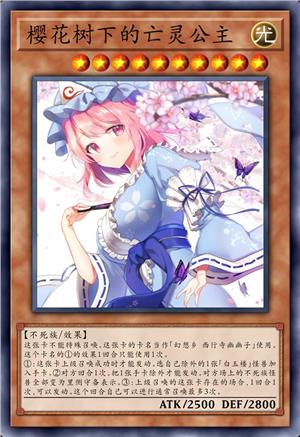 樱花树下的亡灵公主
光
【不死族/效果】
这张卡不能特殊召唤。这张卡的卡名当作「幻想乡 西行寺幽幽子」使用。
这个卡名的①的效果1回合只能使用1次。
①：这张卡上级召唤成功时才能发动。选自己除外的1张「白玉楼」怪兽加
入手卡。②对方回合1次，把1张手卡除外才能发动。对方场上的不死族怪
兽全部变为里侧守备表示。③：上级召唤的这张卡存在的场合，1回合1
次，可以发动。这个回合自己可以进行通常召唤最多3次。
ATK/2500 DEF/2800